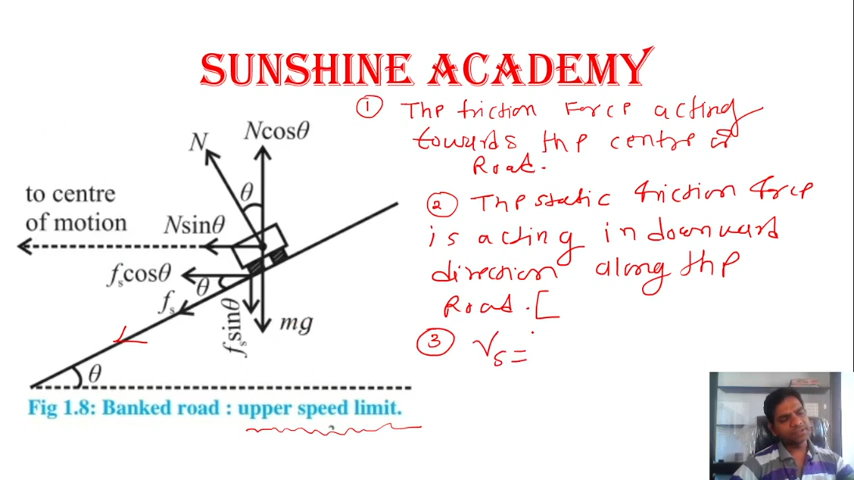 SUNSHINE ACADEMY
① The friction Force acting
towards the centre of
Road.
② The static friction force
is acting in downward
direction along the
Road. [
③ Vs =
N
Ncosθ
θ
to centre
of motion
Nsinθ
fₛcosθ
θ
fₛ
fₛsinθ
mg
θ
Fig 1.8: Banked road : upper speed limit.